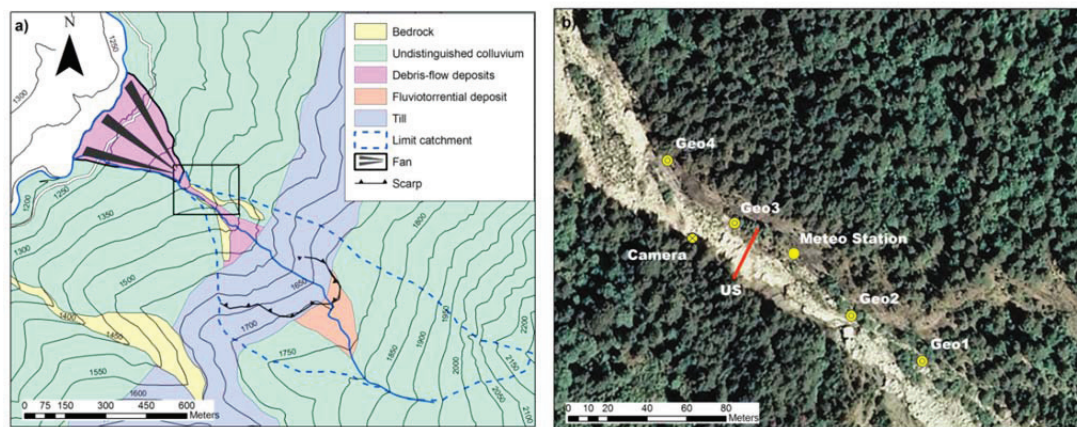 a)
N
Bedrock
Undistinguished colluvium
Debris-flow deposits
Fluviotorrential deposit
Till
Limit catchment
Fan
Scarp
1250
1300
1250
1200
1350
1300
1500
1400
1450
1550
1600
1650
1700
1750
1800
1850
1900
1950
2000
1950
2200
2150
2050
2100
0 75 150 300 450 600
Meters
b)
Geo4
Geo3
Meteo Station
Camera
US
Geo2
Geo1
0 10 20 40 60 80
Meters